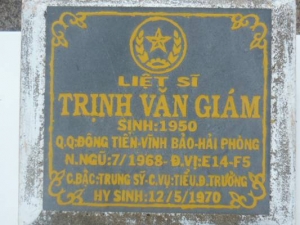 LIỆT SĨ
TRỊNH VĂN GIÁM
SINH:1950
Q.Q:ĐÔNG TIẾN-VĨNH BẢO-HẢI PHÒNG
N.NGŨ:7/1968-Đ.VỊ:E14-F5
C.BẬC:TRUNG SỸ-C.VỤ:TIỂU.Đ.TRƯỞNG
HY SINH:12/5/1970